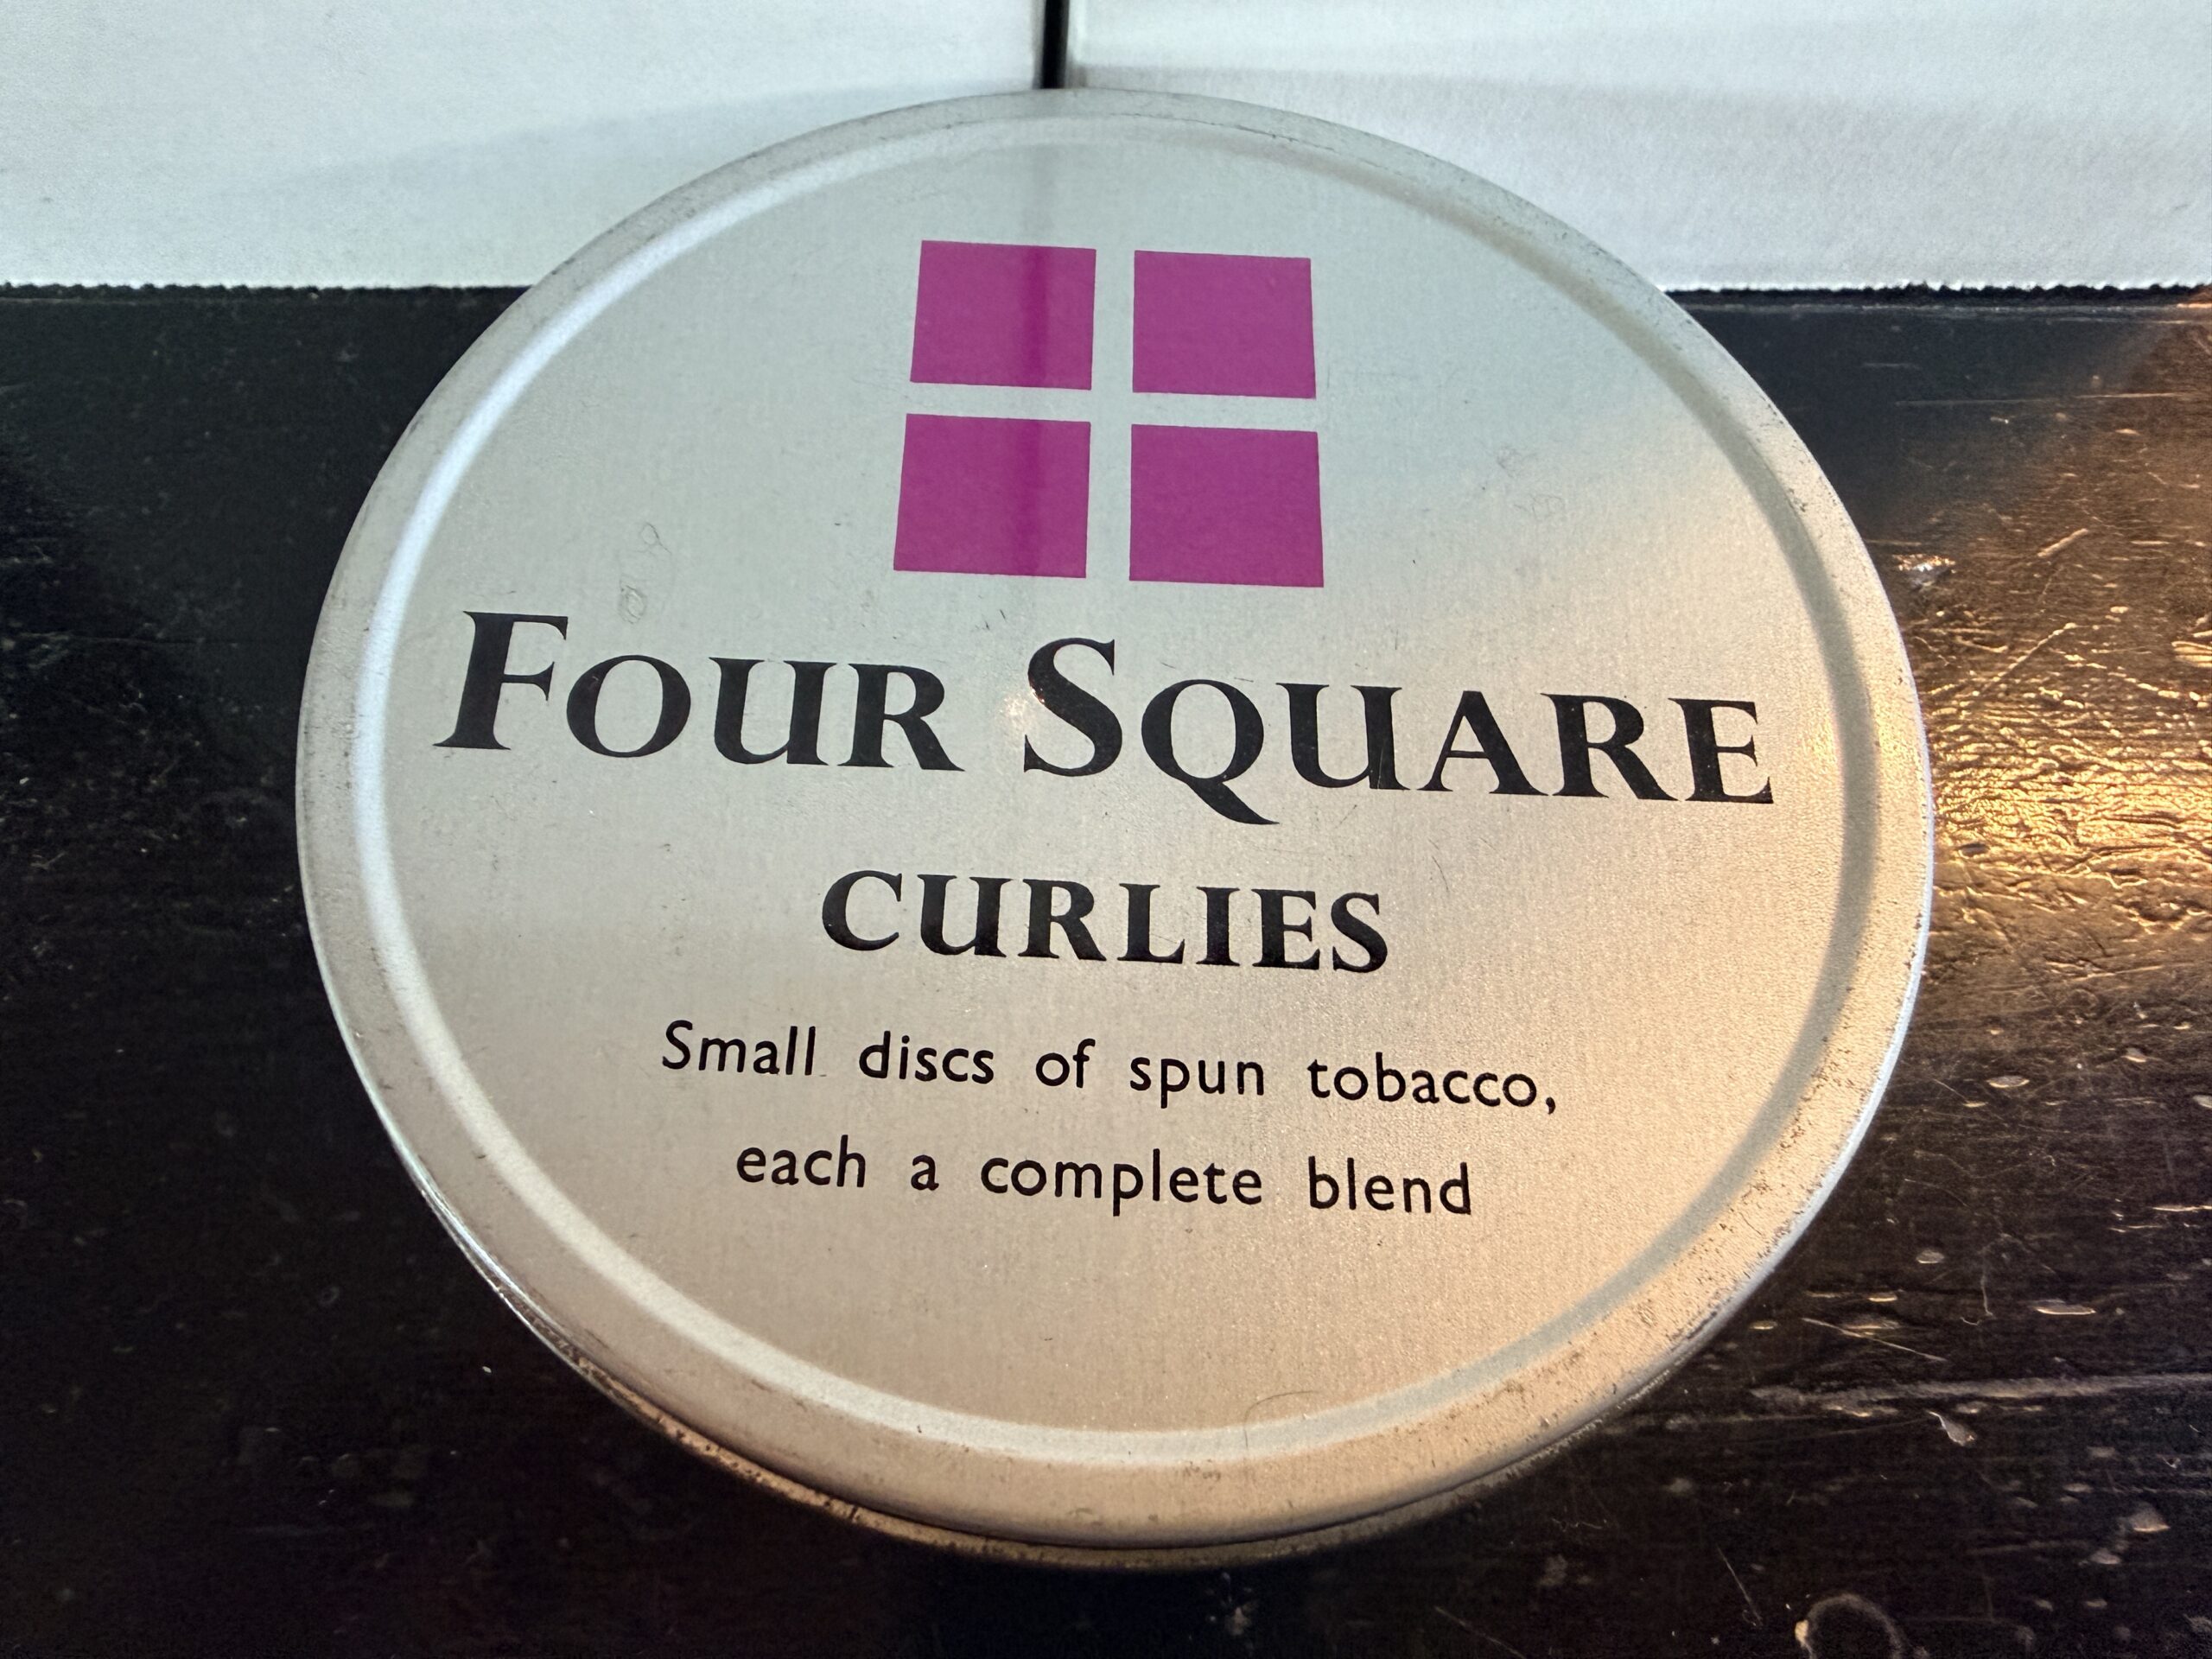 FOUR SQUARE
CURLIES
Small discs of spun tobacco,
each a complete blend